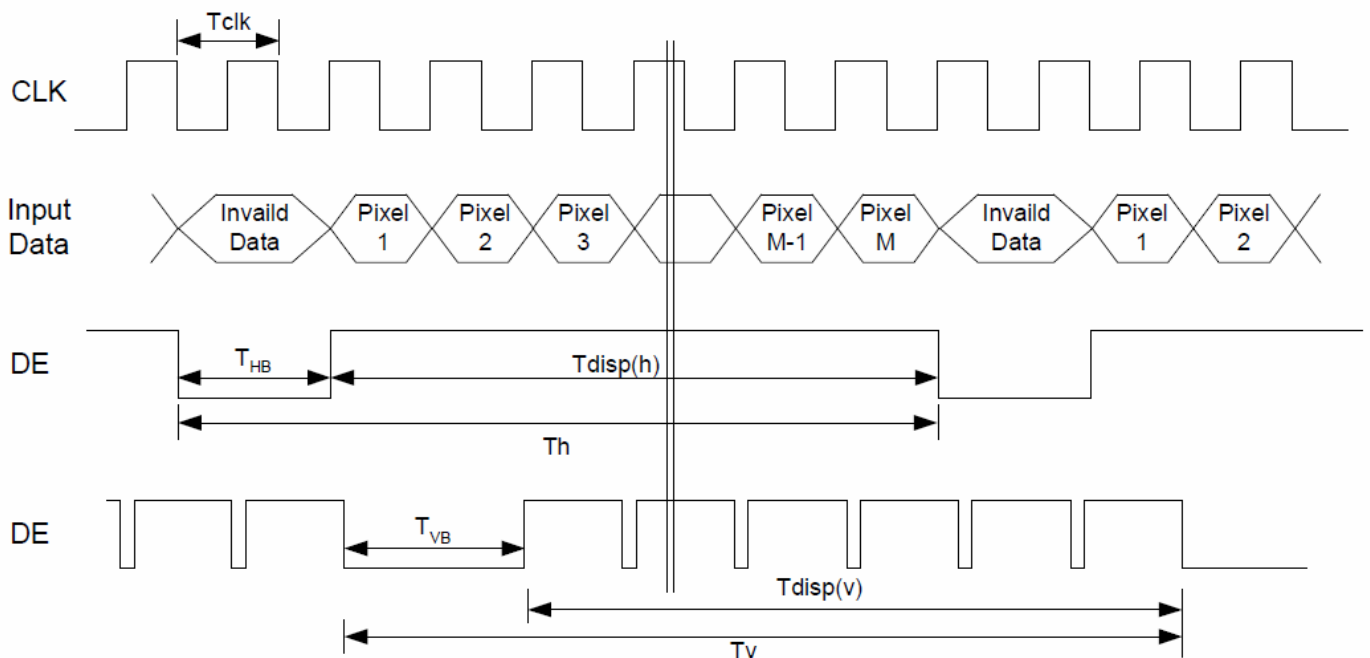 Tclk
CLK
Input
Data
Invaild
Data
Pixel
1
Pixel
2
Pixel
3
Pixel
M-1
Pixel
M
Invaild
Data
Pixel
1
Pixel
2
DE
THB
Tdisp(h)
Th
DE
TVB
Tdisp(v)
Tv